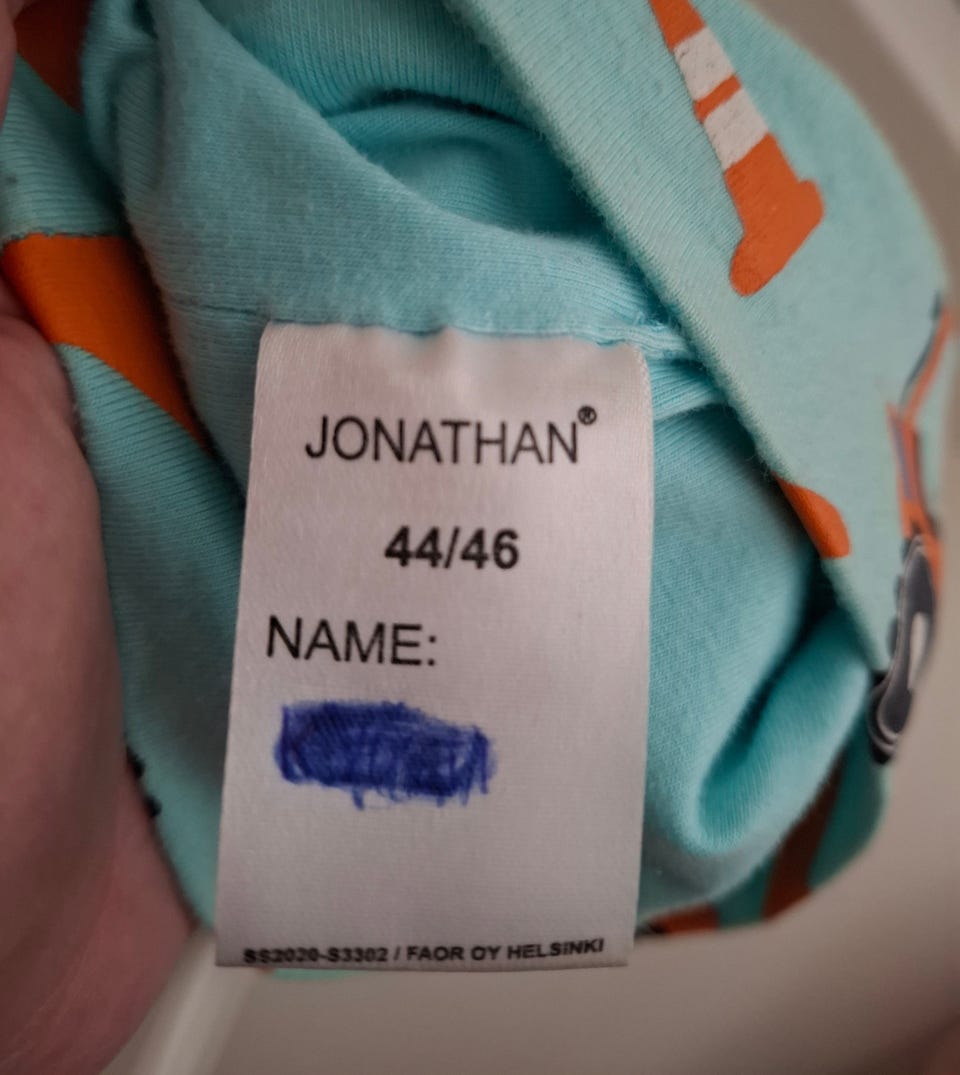 JONATHAN®
44/46
NAME:
SS2020-S3302 / FAOR OY HELSINKI